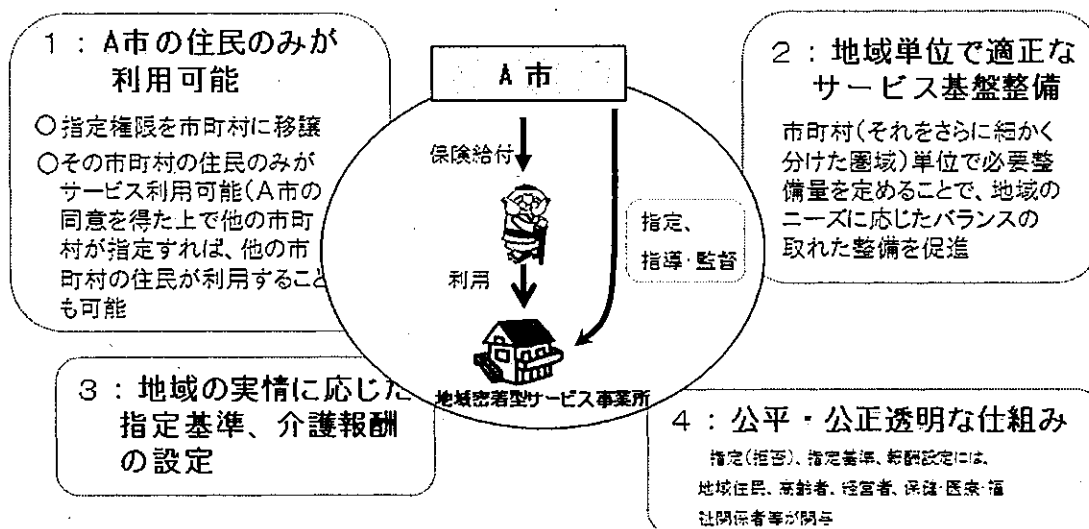 1：A市の住民のみが
利用可能
○指定権限を市町村に移譲
○その市町村の住民のみが
サービス利用可能（A市の
同意を得た上で他の市町
村が指定すれば、他の市
町村の住民が利用すること
も可能
A市
保険給付
利用
指定、
指導・監督
地域密着型サービス事業所
2：地域単位で適正な
サービス基盤整備
市町村（それをさらに細かく
分けた圏域）単位で必要整
備量を定めることで、地域の
ニーズに応じたバランスの
取れた整備を促進
3：地域の実情に応じた
指定基準、介護報酬
の設定
4：公平・公正透明な仕組み
指定（拒否）、指定基準、報酬設定には、
地域住民、高齢者、経営者、保健・医療・福
祉関係者等が関与